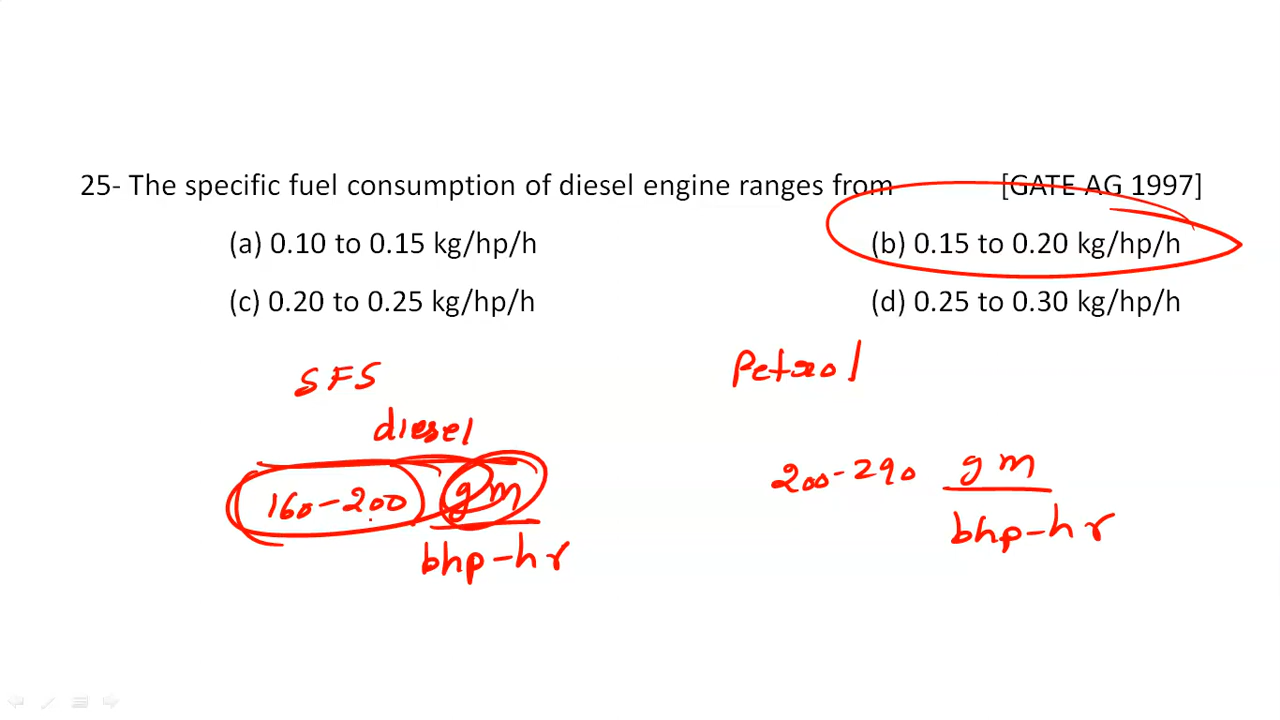 25- The specific fuel consumption of diesel engine ranges from [GATE AG 1997]
(a) 0.10 to 0.15 kg/hp/h (b) 0.15 to 0.20 kg/hp/h
(c) 0.20 to 0.25 kg/hp/h (d) 0.25 to 0.30 kg/hp/h
SFS
diesel
160-200 gm
bhp-hr
Petrol
200-290 gm
bhp-hr